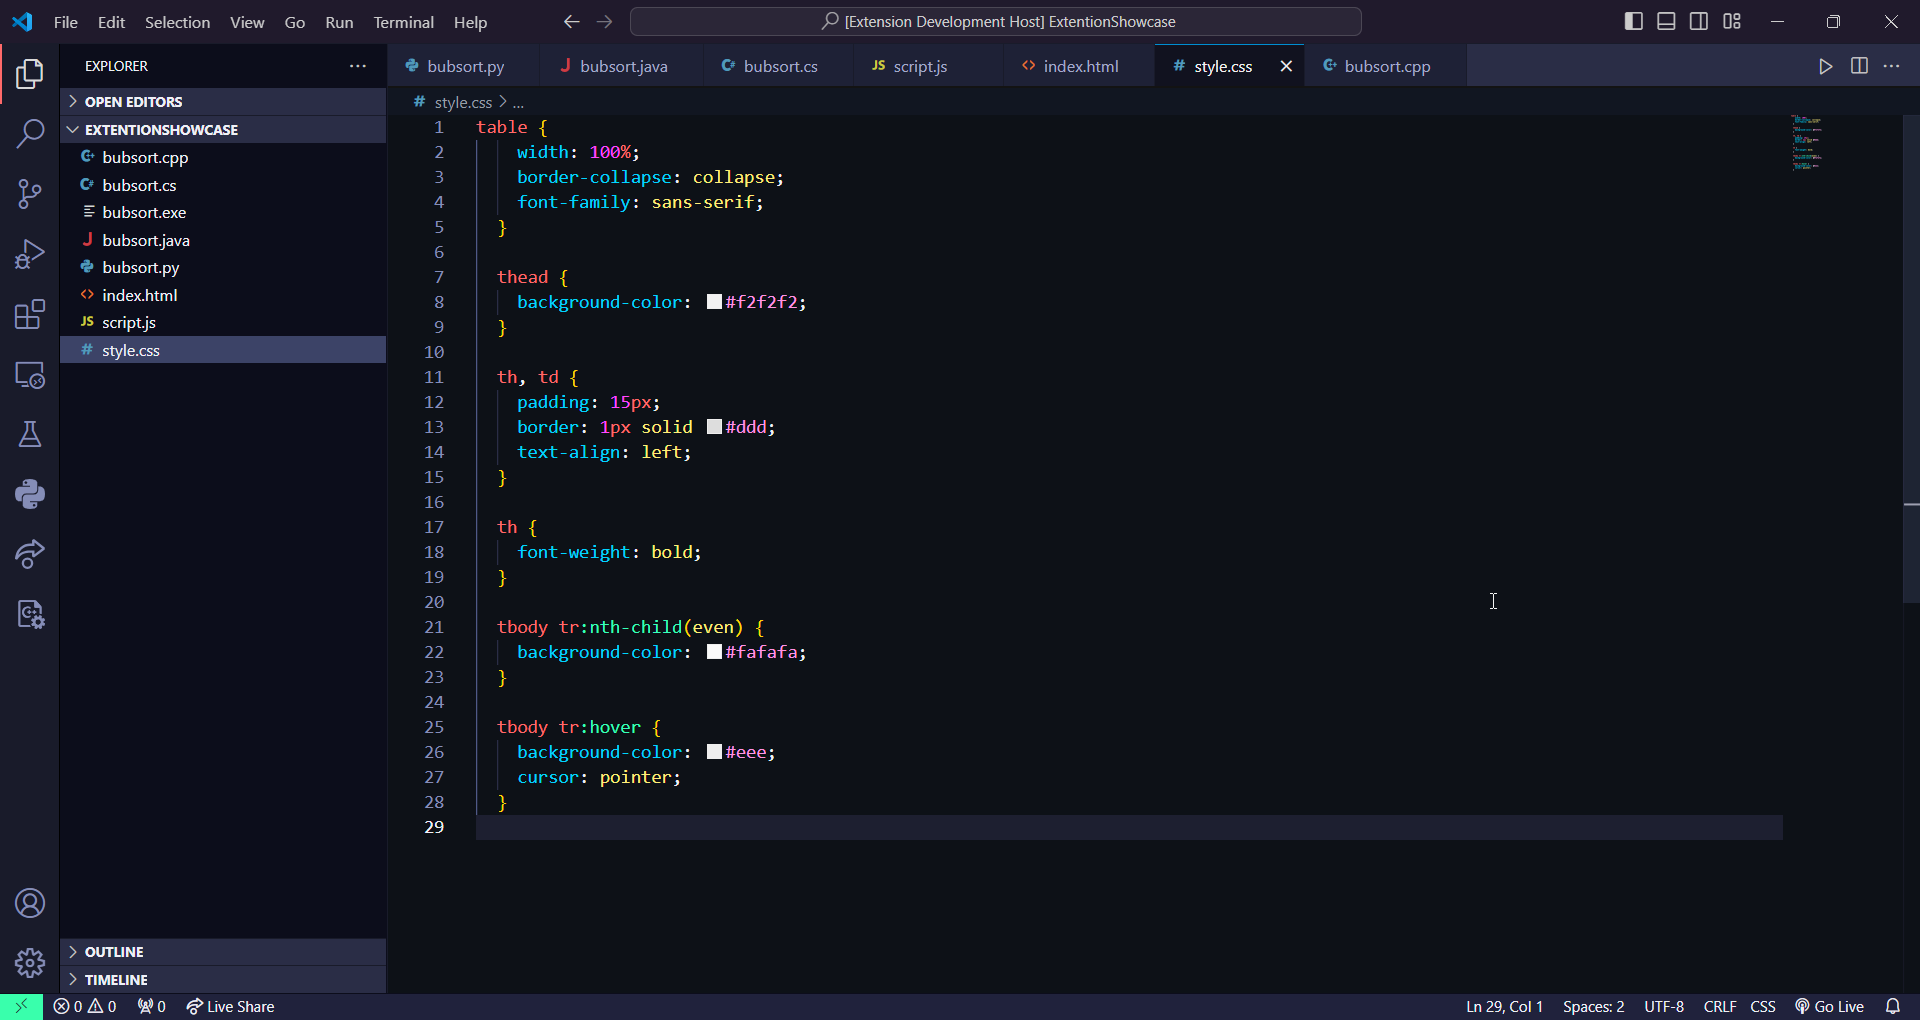 File Edit Selection View Go Run Terminal Help
[Extension Development Host] ExtentionShowcase
EXPLORER
OPEN EDITORS
EXTENTIONSHOWCASE
bubsort.cpp
bubsort.cs
bubsort.exe
J bubsort.java
bubsort.py
<> index.html
JS script.js
# style.css
OUTLINE
TIMELINE
bubsort.py J bubsort.java C# bubsort.cs JS script.js <> index.html # style.css bubsort.cpp
# style.css > ...
1 table {
2 width: 100%;
3 border-collapse: collapse;
4 font-family: sans-serif;
5 }
6
7 thead {
8 background-color: #f2f2f2;
9 }
10
11 th, td {
12 padding: 15px;
13 border: 1px solid #ddd;
14 text-align: left;
15 }
16
17 th {
18 font-weight: bold;
19 }
20
21 tbody tr:nth-child(even) {
22 background-color: #fafafa;
23 }
24
25 tbody tr:hover {
26 background-color: #eee;
27 cursor: pointer;
28 }
29
0 0 0 Live Share Ln 29, Col 1 Spaces: 2 UTF-8 CRLF CSS Go Live